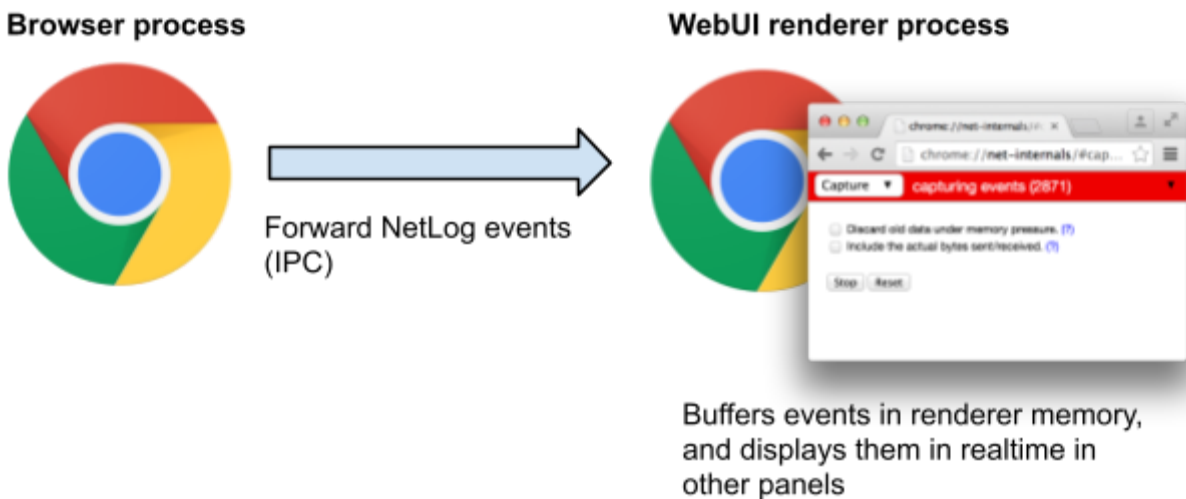 Browser process
WebUI renderer process
Forward NetLog events
(IPC)
chrome://net-internals/#
chrome://net-internals/#cap...
Capture
capturing events (2871)
Discard old data under memory pressure. (?)
Include the actual bytes sent/received. (?)
Stop
Reset
Buffers events in renderer memory,
and displays them in realtime in
other panels